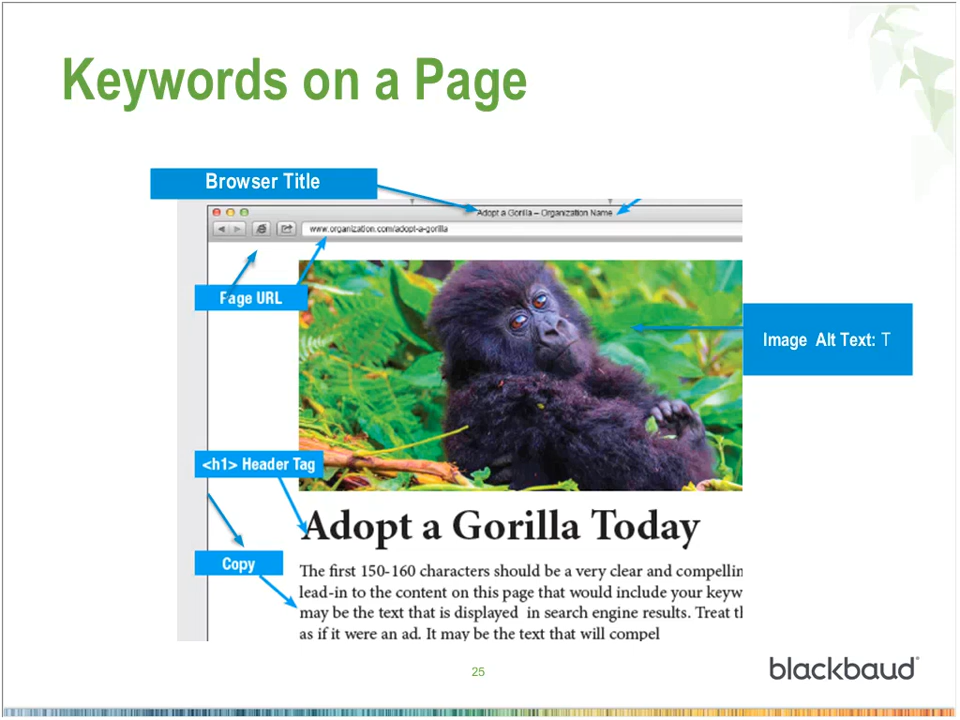 Keywords on a Page
Browser Title
Adopt a Gorilla – Organization Name
www.organization.com/adopt-a-gorilla
Page URL
Image Alt Text: T
<h1> Header Tag
Adopt a Gorilla Today
Copy
The first 150-160 characters should be a very clear and compellin
lead-in to the content on this page that would include your keyw
may be the text that is displayed in search engine results. Treat th
as if it were an ad. It may be the text that will compel
25
blackbaud